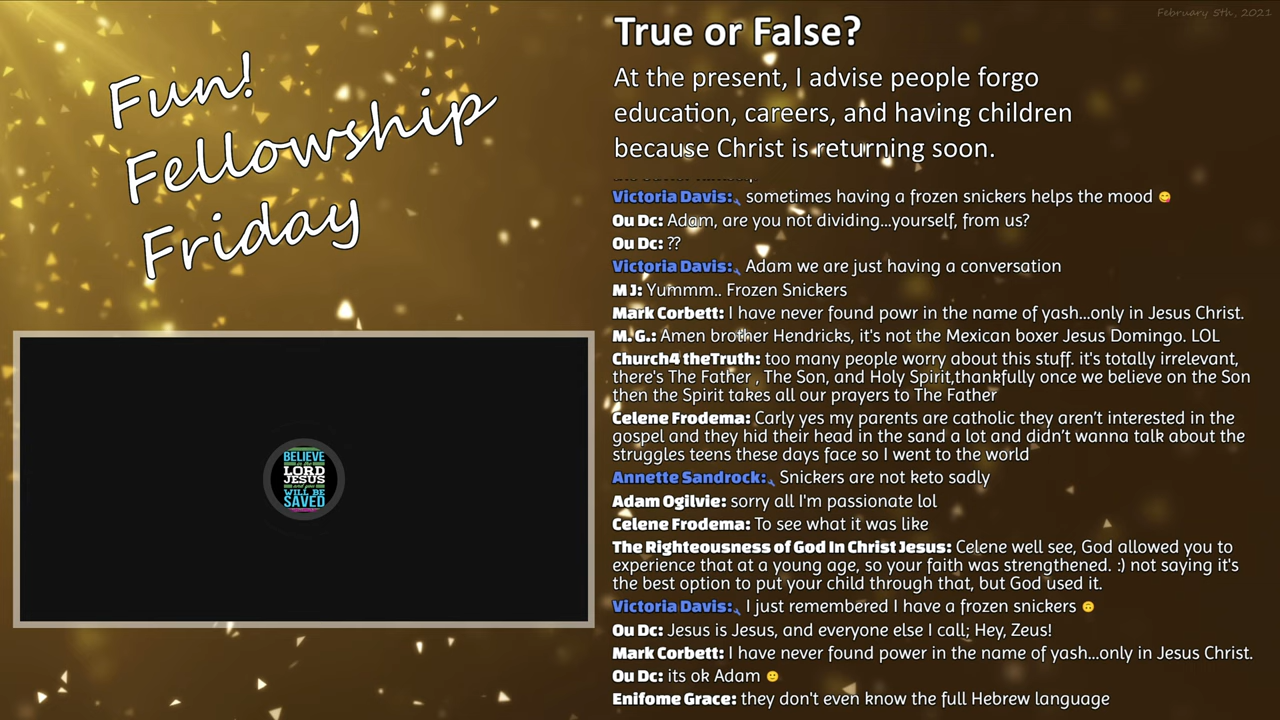 February 5th, 2021
Fun!
Fellowship
Friday
True or False?
At the present, I advise people forgo
education, careers, and having children
because Christ is returning soon.
Victoria Davis: sometimes having a frozen snickers helps the mood 😋
Ou Dc: Adam, are you not dividing...yourself, from us?
Ou Dc: ??
Victoria Davis: Adam we are just having a conversation
M J: Yummm.. Frozen Snickers
Mark Corbett: I have never found powr in the name of yash...only in Jesus Christ.
M. G.: Amen brother Hendricks, it's not the Mexican boxer Jesus Domingo. LOL
Church4 theTruth: too many people worry about this stuff. it's totally irrelevant,
there's The Father , The Son, and Holy Spirit,thankfully once we believe on the Son
then the Spirit takes all our prayers to The Father
Celene Frodema: Carly yes my parents are catholic they aren't interested in the
gospel and they hid their head in the sand a lot and didn't wanna talk about the
struggles teens these days face so I went to the world
Annette Sandrock: Snickers are not keto sadly
Adam Ogilvie: sorry all I'm passionate lol
Celene Frodema: To see what it was like
The Righteousness of God In Christ Jesus: Celene well see, God allowed you to
experience that at a young age, so your faith was strengthened. :) not saying it's
the best option to put your child through that, but God used it.
Victoria Davis: I just remembered I have a frozen snickers 🙃
Ou Dc: Jesus is Jesus, and everyone else I call; Hey, Zeus!
Mark Corbett: I have never found power in the name of yash...only in Jesus Christ.
Ou Dc: its ok Adam 🙂
Enifome Grace: they don't even know the full Hebrew language
BELIEVE
LORD
JESUS
and you
WILL BE
SAVED